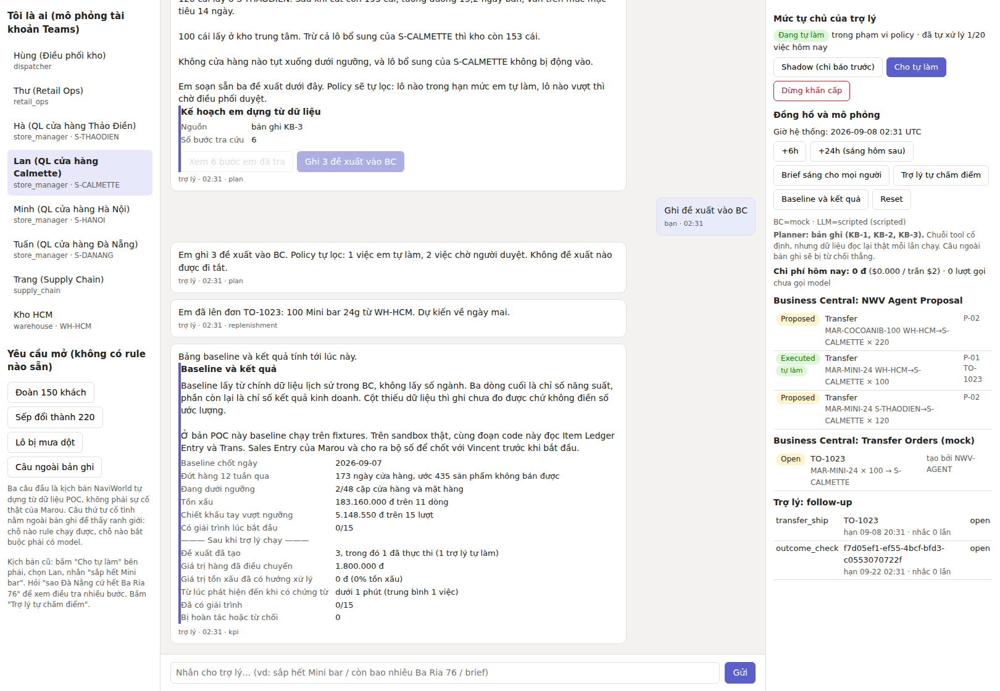 Tôi là ai (mô phỏng tài
khoản Teams)
Hùng (Điều phối kho)
dispatcher
Thư (Retail Ops)
retail_ops
Hà (QL cửa hàng Thảo Điền)
store_manager · S-THAODIEN
Lan (QL cửa hàng
Calmette)
store_manager · S-CALMETTE
Minh (QL cửa hàng Hà Nội)
store_manager · S-HANOI
Tuấn (QL cửa hàng Đà Nẵng)
store_manager · S-DANANG
Trang (Supply Chain)
supply_chain
Kho HCM
warehouse · WH-HCM
Yêu cầu mở (không có rule
nào sẵn)
Đoàn 150 khách
Sếp đổi thành 220
Lô bị mưa dột
Câu ngoài bản ghi
Ba câu đầu là kịch bản NaviWorld tự
dựng từ dữ liệu POC, không phải sự cố
thật của Marou. Câu thứ tư cố tình
nằm ngoài bản ghi để thấy ranh giới:
chỗ nào rule chạy được, chỗ nào bắt
buộc phải có model.
Kịch bản cũ: bấm "Cho tự làm" bên
phải, chọn Lan, nhắn "sắp hết Mini
bar". Hỏi "sao Đà Nẵng cứ hết Ba Ria
76" để xem điều tra nhiều bước. Bấm
"Trợ lý tự chấm điểm".
tiêu 14 ngày.
100 cái lấy ở kho trung tâm. Trừ cả lô bổ sung của S-CALMETTE thì kho còn 153 cái.
Không cửa hàng nào tụt xuống dưới ngưỡng, và lô bổ sung của S-CALMETTE không bị động vào.
Em soạn sẵn ba đề xuất dưới đây. Policy sẽ tự lọc: lô nào trong hạn mức em tự làm, lô nào vượt thì
chờ điều phối duyệt.
Kế hoạch em dựng từ dữ liệu
Nguồn bản ghi KB-3
Số bước tra cứu 6
Xem 6 bước em đã tra
Ghi 3 đề xuất vào BC
trợ lý · 02:31 · plan
Ghi đề xuất vào BC
bạn · 02:31
Em ghi 3 đề xuất vào BC. Policy tự lọc: 1 việc em tự làm, 2 việc chờ người duyệt. Không đề xuất nào
được đi tắt.
trợ lý · 02:31 · plan
Em đã lên đơn TO-1023: 100 Mini bar 24g từ WH-HCM. Dự kiến về ngày mai.
trợ lý · 02:31 · replenishment
Bảng baseline và kết quả tính tới lúc này.
Baseline và kết quả
Baseline lấy từ chính dữ liệu lịch sử trong BC, không lấy số ngành. Ba dòng cuối là chỉ số năng suất,
phần còn lại là chỉ số kết quả kinh doanh. Cột thiếu dữ liệu thì ghi chưa đo được chứ không điền số
ước lượng.
Ở bản POC này baseline chạy trên fixtures. Trên sandbox thật, cùng đoạn code này đọc Item Ledger
Entry và Trans. Sales Entry của Marou và cho ra bộ số để chốt với Vincent trước khi bắt đầu.
Baseline chốt ngày 2026-09-07
Đứt hàng 12 tuần qua 173 ngày cửa hàng, ước 435 sản phẩm không bán được
Đang dưới ngưỡng 2/48 cặp cửa hàng và mặt hàng
Tồn xấu 183.160.000 đ trên 11 dòng
Chiết khấu tay vượt ngưỡng 5.148.550 đ trên 15 lượt
Có giải trình lúc bắt đầu 0/15
——— Sau khi trợ lý chạy ———
Đề xuất đã tạo 3, trong đó 1 đã thực thi (1 trợ lý tự làm)
Giá trị hàng đã điều chuyển 1.800.000 đ
Giá trị tồn xấu đã có hướng xử lý 0 đ (0% tồn xấu)
Từ lúc phát hiện đến khi có chứng từ dưới 1 phút (trung bình 1 việc)
Đã có giải trình 0/15
Bị hoàn tác hoặc từ chối 0
trợ lý · 02:31 · kpi
Nhắn cho trợ lý... (vd: sắp hết Mini bar / còn bao nhiêu Ba Ria 76 / brief)
Gửi
Mức tự chủ của trợ lý
Đang tự làm trong phạm vi policy · đã tự xử lý 1/20
việc hôm nay
Shadow (chỉ báo trước)
Cho tự làm
Dừng khẩn cấp
Đồng hồ và mô phỏng
Giờ hệ thống: 2026-09-08 02:31 UTC
+6h
+24h (sáng hôm sau)
Brief sáng cho mọi người
Trợ lý tự chấm điểm
Baseline và kết quả
Reset
BC=mock · LLM=scripted (scripted)
Planner: bản ghi (KB-1, KB-2, KB-3). Chuỗi tool cố
định, nhưng dữ liệu đọc lại thật mỗi lần chạy. Câu ngoài
bản ghi sẽ bị từ chối thẳng.
Chi phí hôm nay: 0 đ ($0.000 / trần $2) · 0 lượt gọi
chưa gọi model
Business Central: NWV Agent Proposal
Proposed Transfer P-02
MAR-COCOANIB-100 WH-HCM→S-
CALMETTE × 220
Executed Transfer P-01
tự làm MAR-MINI-24 WH-HCM→S- TO-
CALMETTE × 100 1023
Proposed Transfer P-02
MAR-MINI-24 S-THAODIEN→S-
CALMETTE × 120
Business Central: Transfer Orders (mock)
Open TO-1023 tạo bởi NWV-
MAR-MINI-24 × 100 → S- AGENT
CALMETTE
Trợ lý: follow-up
transfer_ship TO-1023 open
hạn 09-08 20:31 · nhắc 0 lần
outcome_check f7d05ef1-ef55-4bcf-bfd3- open
c0553070722f
hạn 09-22 02:31 · nhắc 0 lần